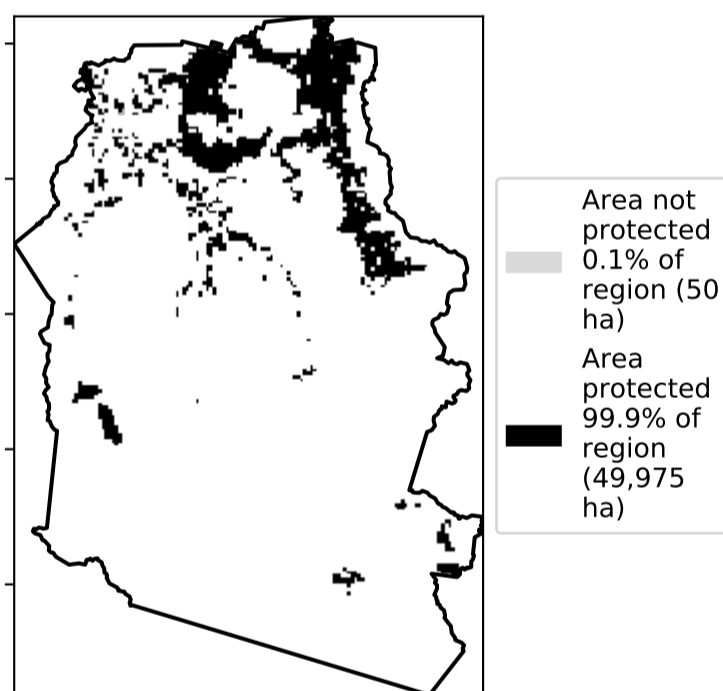 Area not
protected
0.1% of
region (50
ha)
Area
protected
99.9% of
region
(49,975
ha)